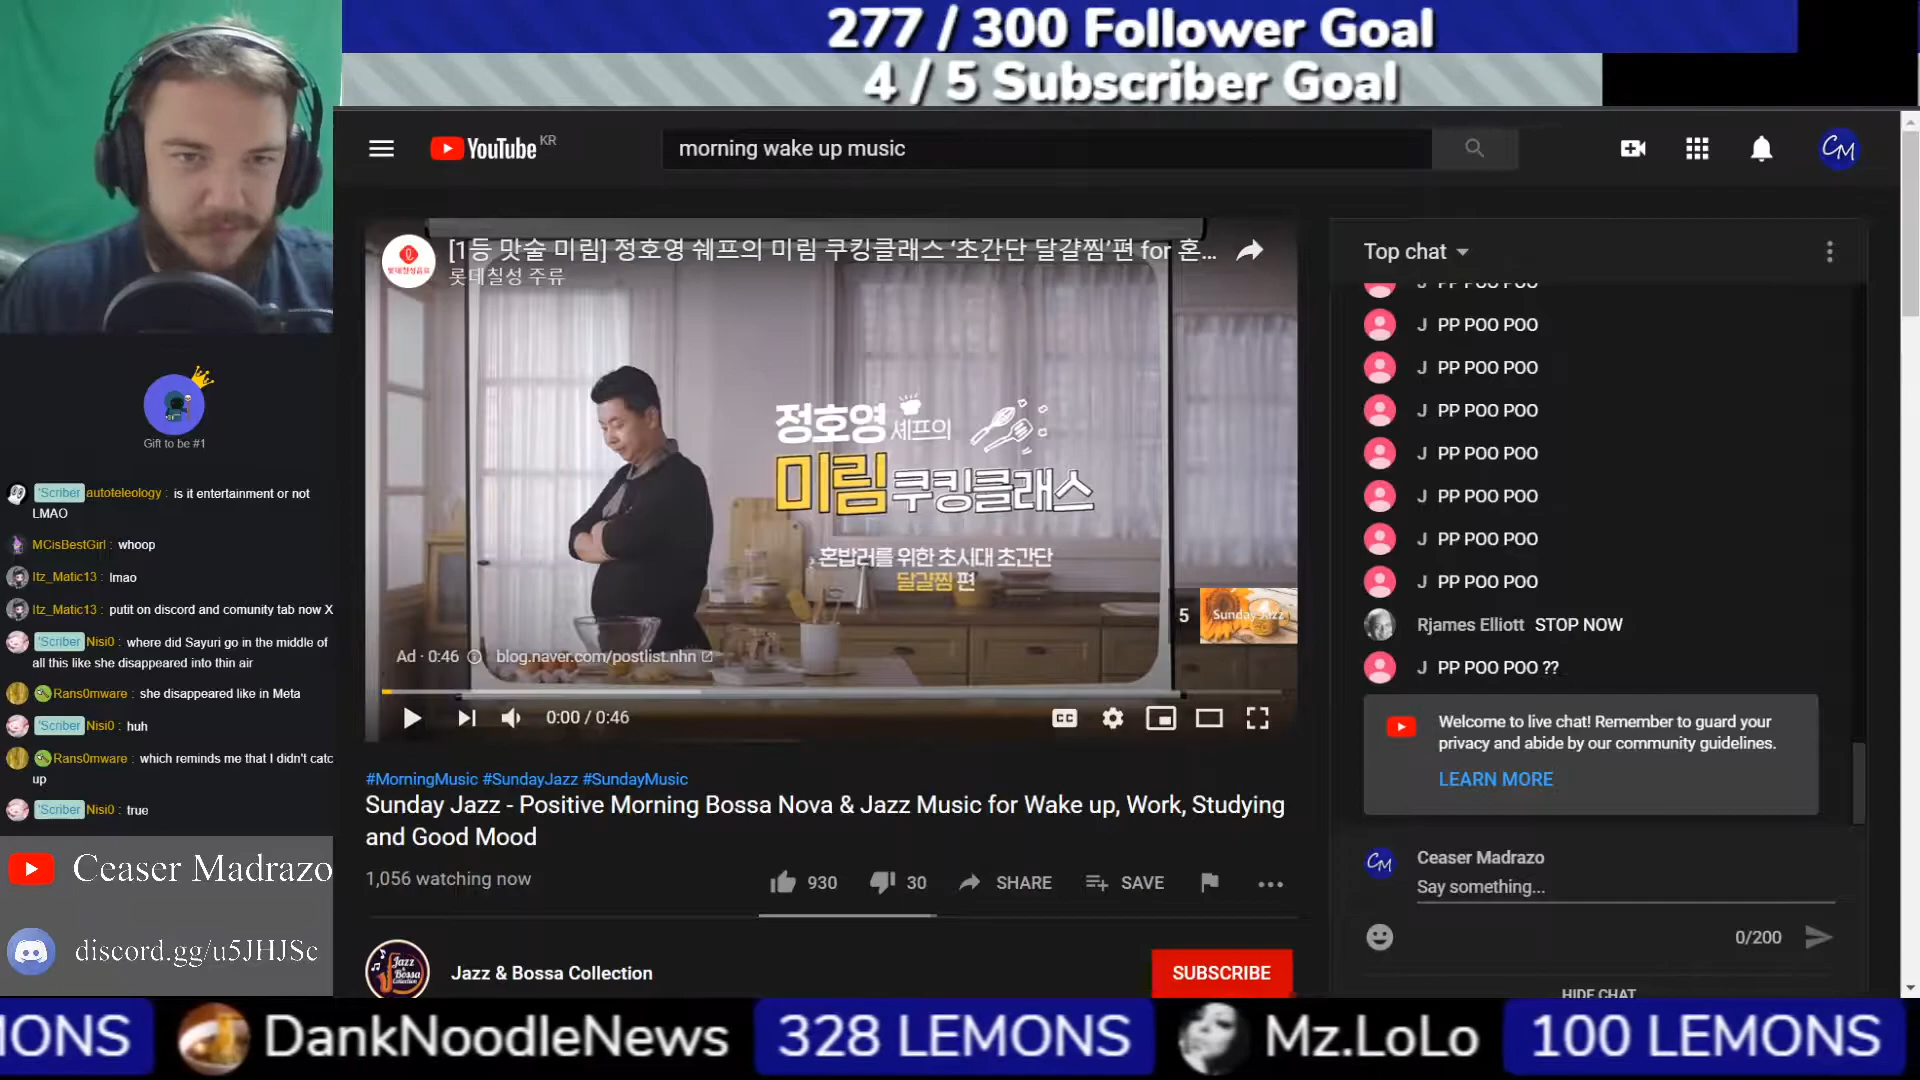 277 / 300 Follower Goal
4 / 5 Subscriber Goal
YouTube KR
morning wake up music
CM
[1등 맛술 미림] 정호영 쉐프의 미림 쿠킹클래스 '초간단 달걀찜'편 for 혼...
롯데칠성 주류
정호영 셰프의
미림쿠킹클래스
혼밥러를 위한 초시대 초간단
달걀찜 편
5
Sunday Jazz
Ad · 0:46 blog.naver.com/postlist.nhn
0:00 / 0:46
CC
#MorningMusic #SundayJazz #SundayMusic
Sunday Jazz - Positive Morning Bossa Nova & Jazz Music for Wake up, Work, Studying
and Good Mood
1,056 watching now
930
30
SHARE
SAVE
Jazz & Bossa Collection
Jazz & Bossa Collection
SUBSCRIBE
Top chat
J PP POO POO
J PP POO POO
J PP POO POO
J PP POO POO
J PP POO POO
J PP POO POO
J PP POO POO
J PP POO POO
Rjames Elliott STOP NOW
J PP POO POO ??
Welcome to live chat! Remember to guard your
privacy and abide by our community guidelines.
LEARN MORE
CM
Ceaser Madrazo
Say something...
0/200
HIDE CHAT
Gift to be #1
'Scriber autoteleology : is it entertainment or not
LMAO
MCisBestGirl : whoop
Itz_Matic13 : lmao
Itz_Matic13 : putit on discord and comunity tab now X
'Scriber Nisi0 : where did Sayuri go in the middle of
all this like she disappeared into thin air
Rans0mware : she disappeared like in Meta
'Scriber Nisi0 : huh
Rans0mware : which reminds me that I didn't catc
up
'Scriber Nisi0 : true
Ceaser Madrazo
discord.gg/u5JHJSc
MONS
DankNoodleNews
328 LEMONS
Mz.LoLo
100 LEMONS